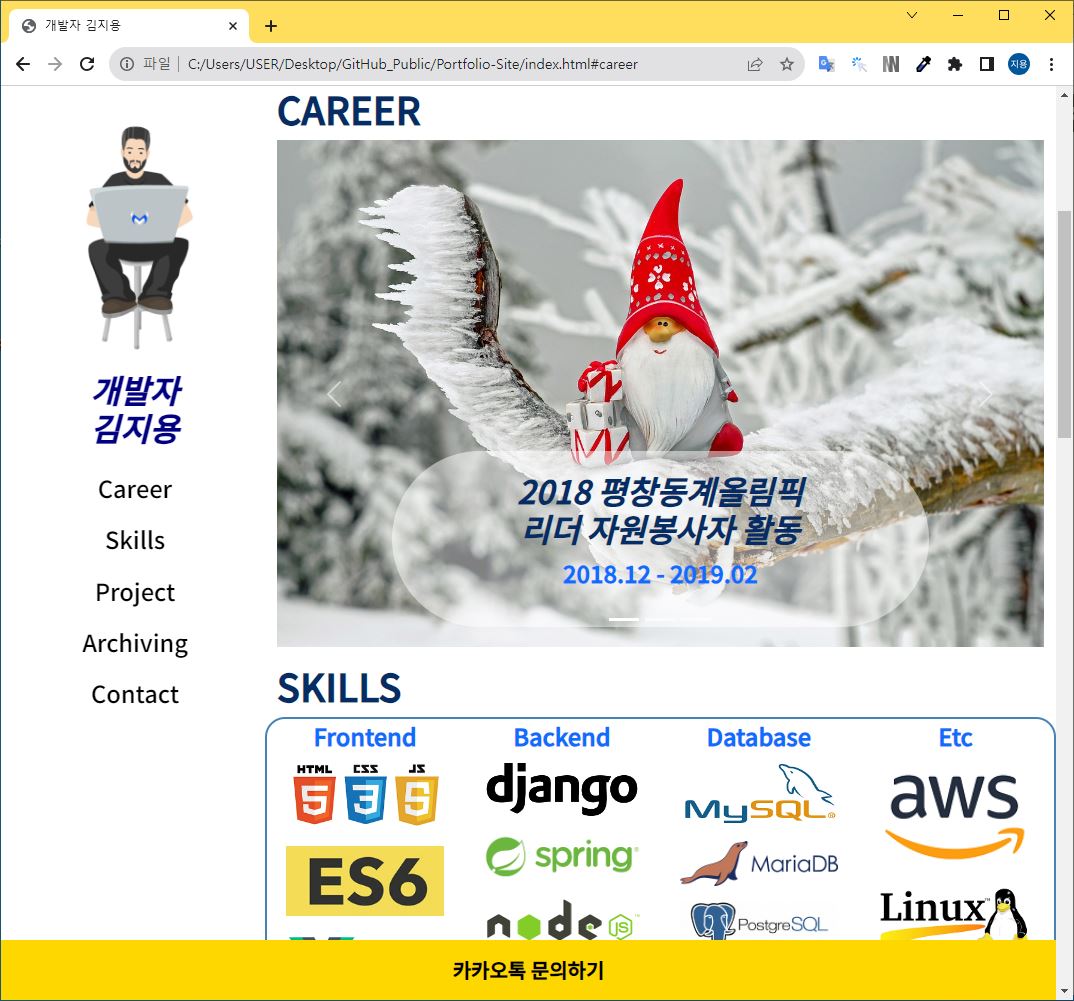 개발자 김지용
파일
C:/Users/USER/Desktop/GitHub_Public/Portfolio-Site/index.html#career
지용
개발자
김지용
Career
Skills
Project
Archiving
Contact
CAREER
2018 평창동계올림픽
리더 자원봉사자 활동
2018.12 - 2019.02
SKILLS
Frontend
HTML CSS JS
5 3 5
ES6
Backend
django
spring
node
JS
Database
MySQL
MariaDB
PostgreSQL
Etc
aws
Linux
카카오톡 문의하기